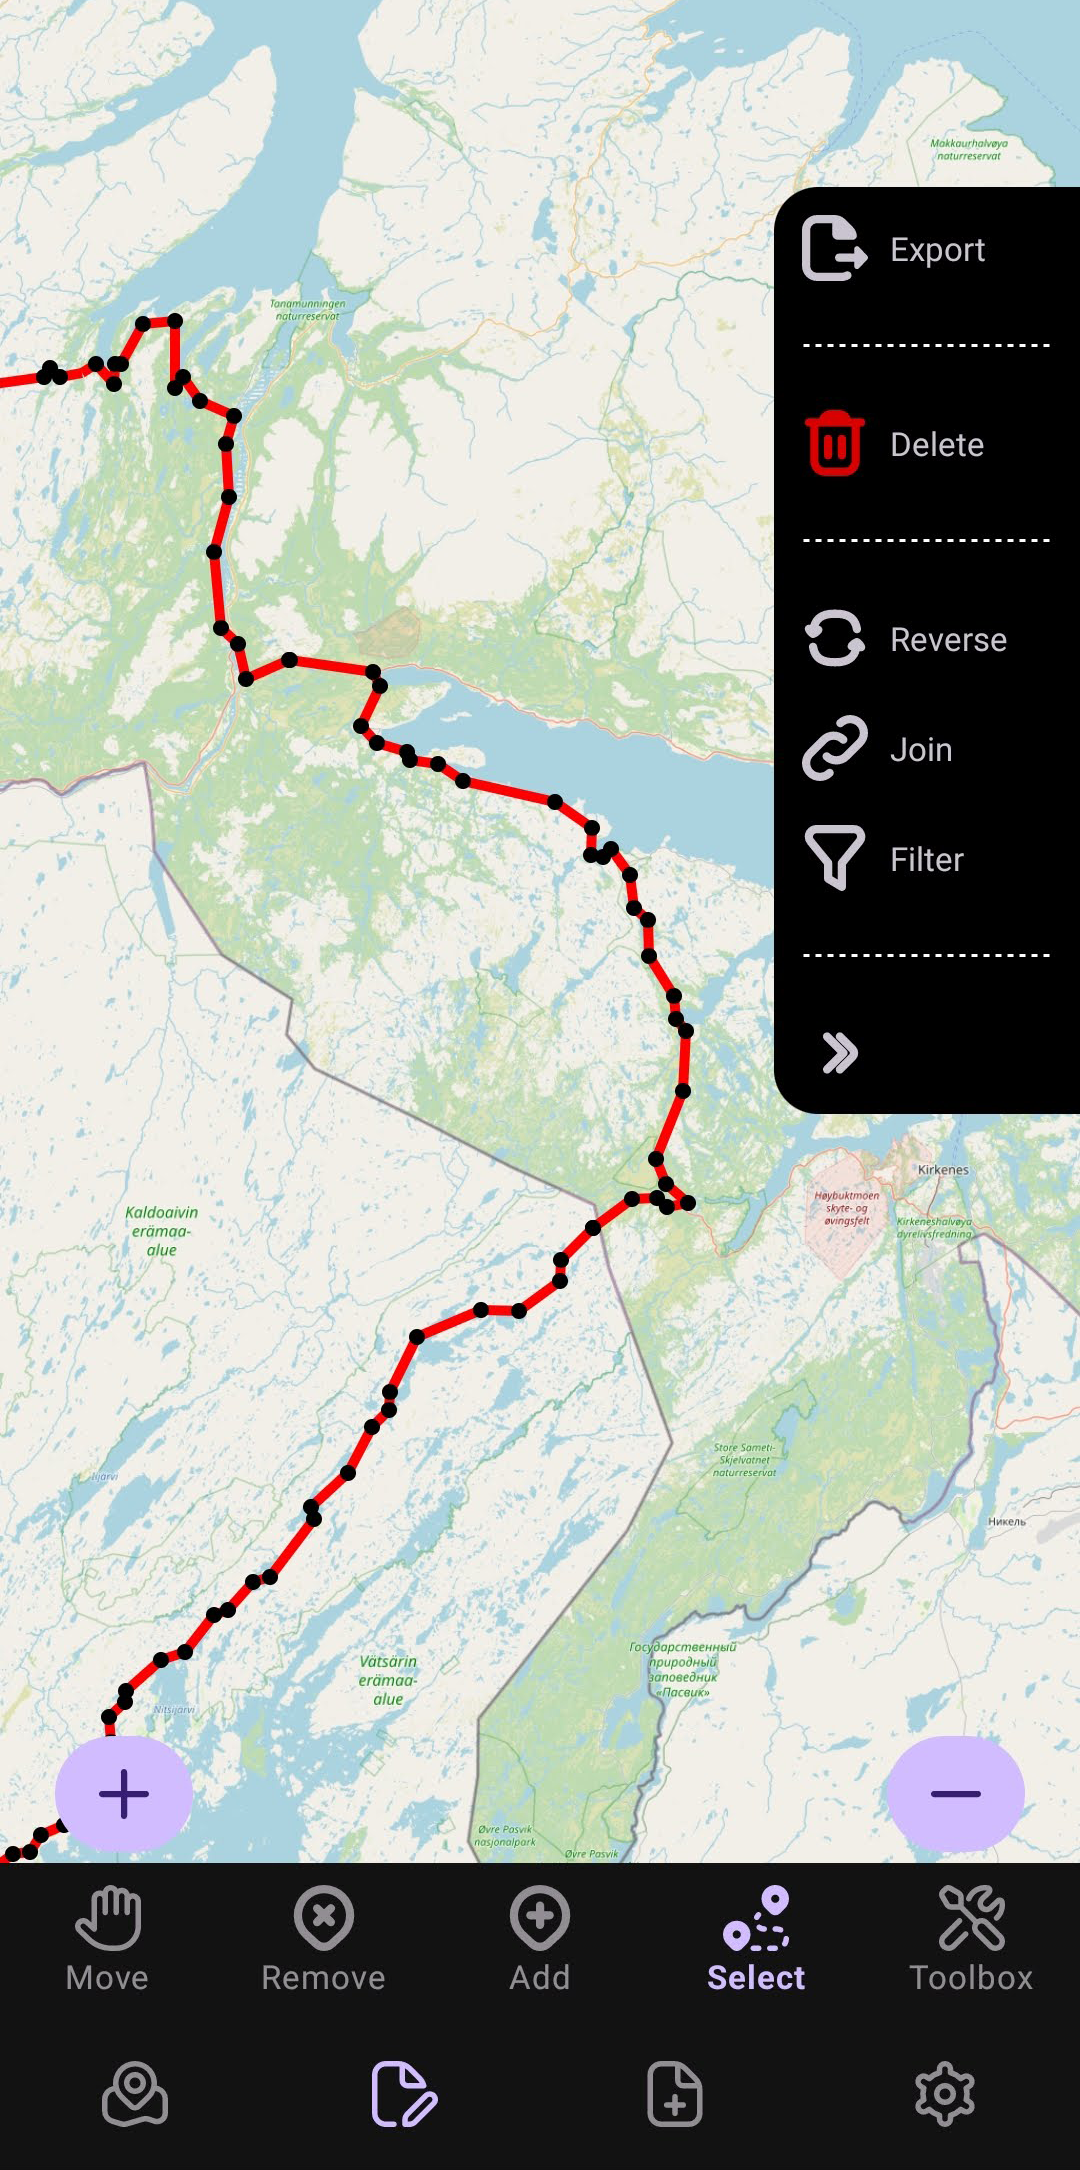 Makkaurhalvøya
naturreservat
Export
Tanamunningen
naturreservat
Delete
Reverse
Join
Filter
Kirkenes
Høybuktmoen
skyte- og
øvingsfelt
Kirkeneshalvøya
dyrelivsfredning
Kaldoaivin
erämaa-
alue
Store Sametti-
Skjelvatnet
naturreservat
Iijärvi
Никель
Государственный
природный
заповедник
«Пасвик»
Vätsärin
erämaa-
alue
Nitsijärvi
Øvre Pasvik
nasjonalpark
Øvre Pasvik
Move
Remove
Add
Select
Toolbox